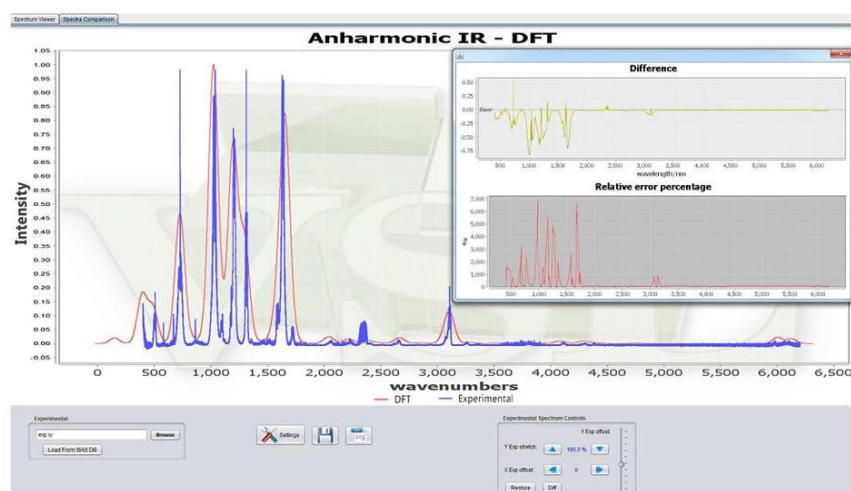 Spectrum Viewer Spectra Comparison
Anharmonic IR - DFT
1.05
1.00
0.95
0.90
0.85
0.80
0.75
0.70
0.65
0.60
0.55
0.50
0.45
0.40
0.35
0.30
0.25
0.20
0.15
0.10
0.05
0.00
-0.05
Intensity
0 500 1,000 1,500 2,000 2,500 3,000 3,500 4,000 4,500 5,000 5,500 6,000 6,500
wavenumbers
DFT Experimental
Difference
0.50
0.25
0.00
-0.25
-0.50
-0.75
500 1,000 1,500 2,000 2,500 3,000 3,500 4,000 4,500 5,000 5,500 6,000
wavelength/nm
Relative error percentage
7,000
6,000
5,000
4,000
3,000
2,000
1,000
0
500 1,000 1,500 2,000 2,500 3,000 3,500 4,000 4,500 5,000 5,500 6,000
Experimental
Browse
Load From BIAS DB
Settings
Experimental Spectrum Controls
Y Exp offset
Y Exp stretch: 100.0 %
X Exp offset 0
Restore Diff